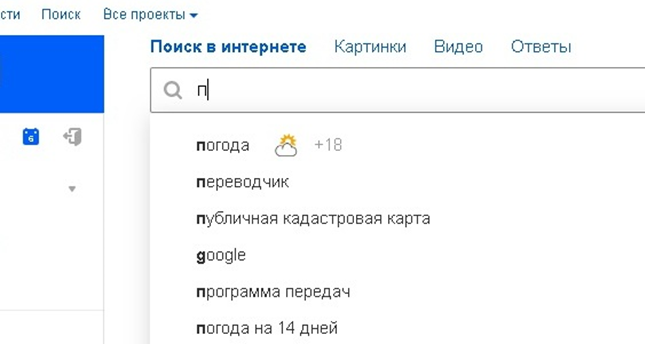 сти Поиск Все проекты
Поиск в интернете Картинки Видео Ответы
п
погода +18
6
переводчик
публичная кадастровая карта
google
программа передач
погода на 14 дней